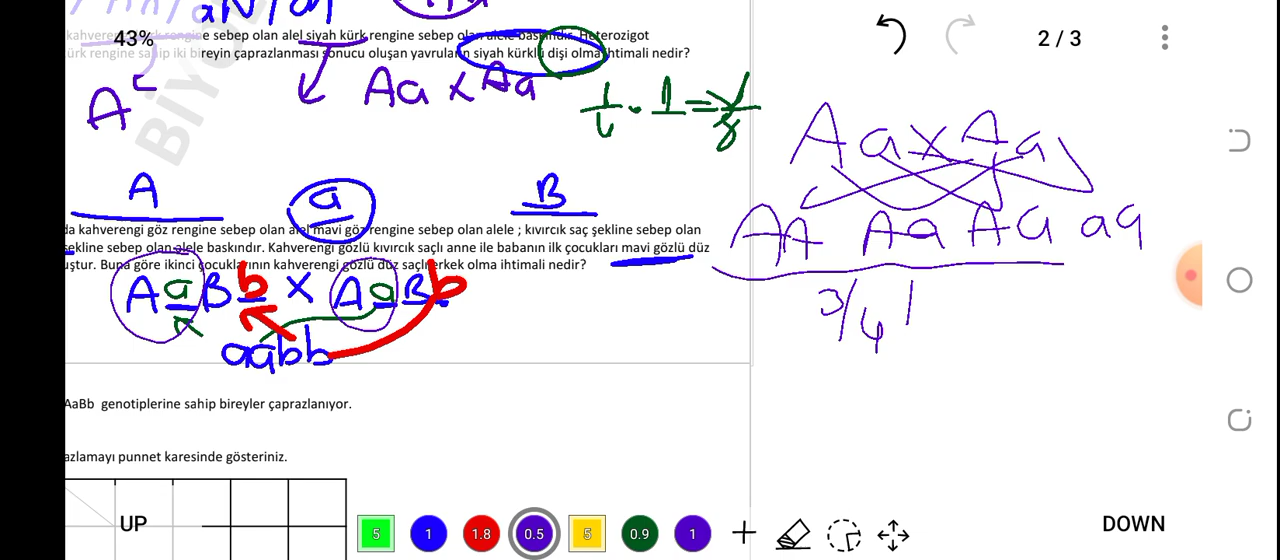 43%
2 / 3
kahverengi kürk rengine sebep olan alel siyah kürk rengine sebep olan alele baskındır. Heterozigot
kürk rengine sahip iki bireyin çaprazlanması sonucu oluşan yavruların siyah kürklü dişi olma ihtimali nedir?
A
Aa x Aa
BİYO
A a x A a
AA Aa Aa aa
3/4
A a B
da kahverengi göz rengine sebep olan alel mavi göz rengine sebep olan alele ; kıvırcık saç şekline sebep olan
şekline sebep olan alele baskındır. Kahverengi gözlü kıvırcık saçlı anne ile babanın ilk çocukları mavi gözlü düz
uştur. Buna göre ikinci çocuklarının kahverengi gözlü düz saçlı erkek olma ihtimali nedir?
A a B b x A a B b
aabb
AaBb genotiplerine sahip bireyler çaprazlanıyor.
azlamayı punnet karesinde gösteriniz.
UP
5 1 1.8 0.5 5 0.9 1
DOWN